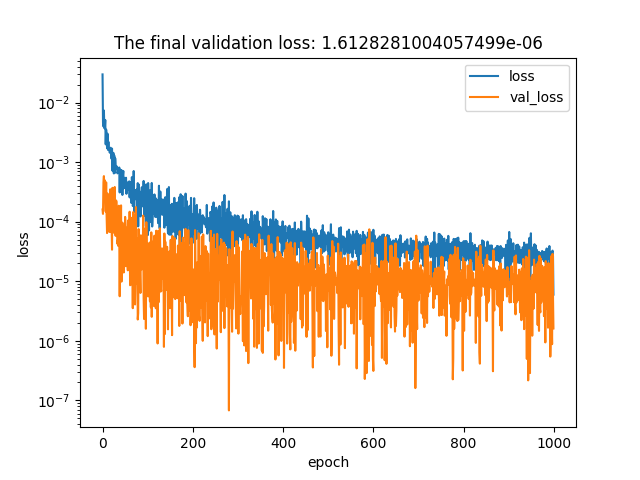 The final validation loss: 1.6128281004057499e-06
loss
val_loss
10⁻²
10⁻³
10⁻⁴
10⁻⁵
10⁻⁶
10⁻⁷
loss
0 200 400 600 800 1000
epoch